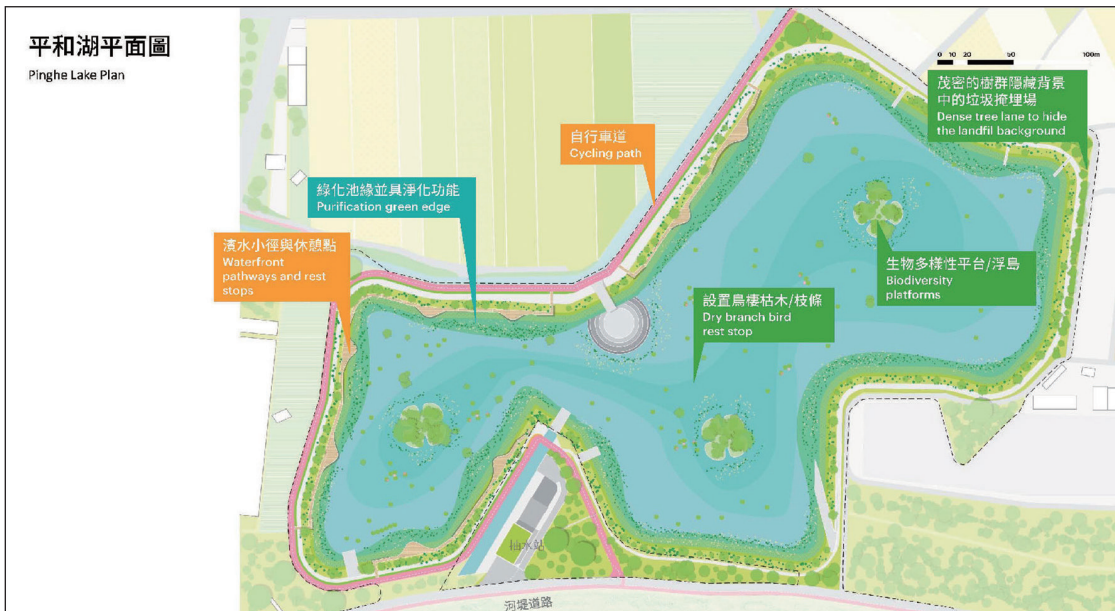 平和湖平面圖
Pinghe Lake Plan
0 10 20 50 100m
茂密的樹群隱藏背景
中的垃圾掩埋場
Dense tree lane to hide
the landfil background
自行車道
Cycling path
綠化池緣並具淨化功能
Purification green edge
濱水小徑與休憩點
Waterfront
pathways and rest
stops
生物多樣性平台/浮島
Biodiversity
platforms
設置鳥棲枯木/枝條
Dry branch bird
rest stop
抽水站
河堤道路